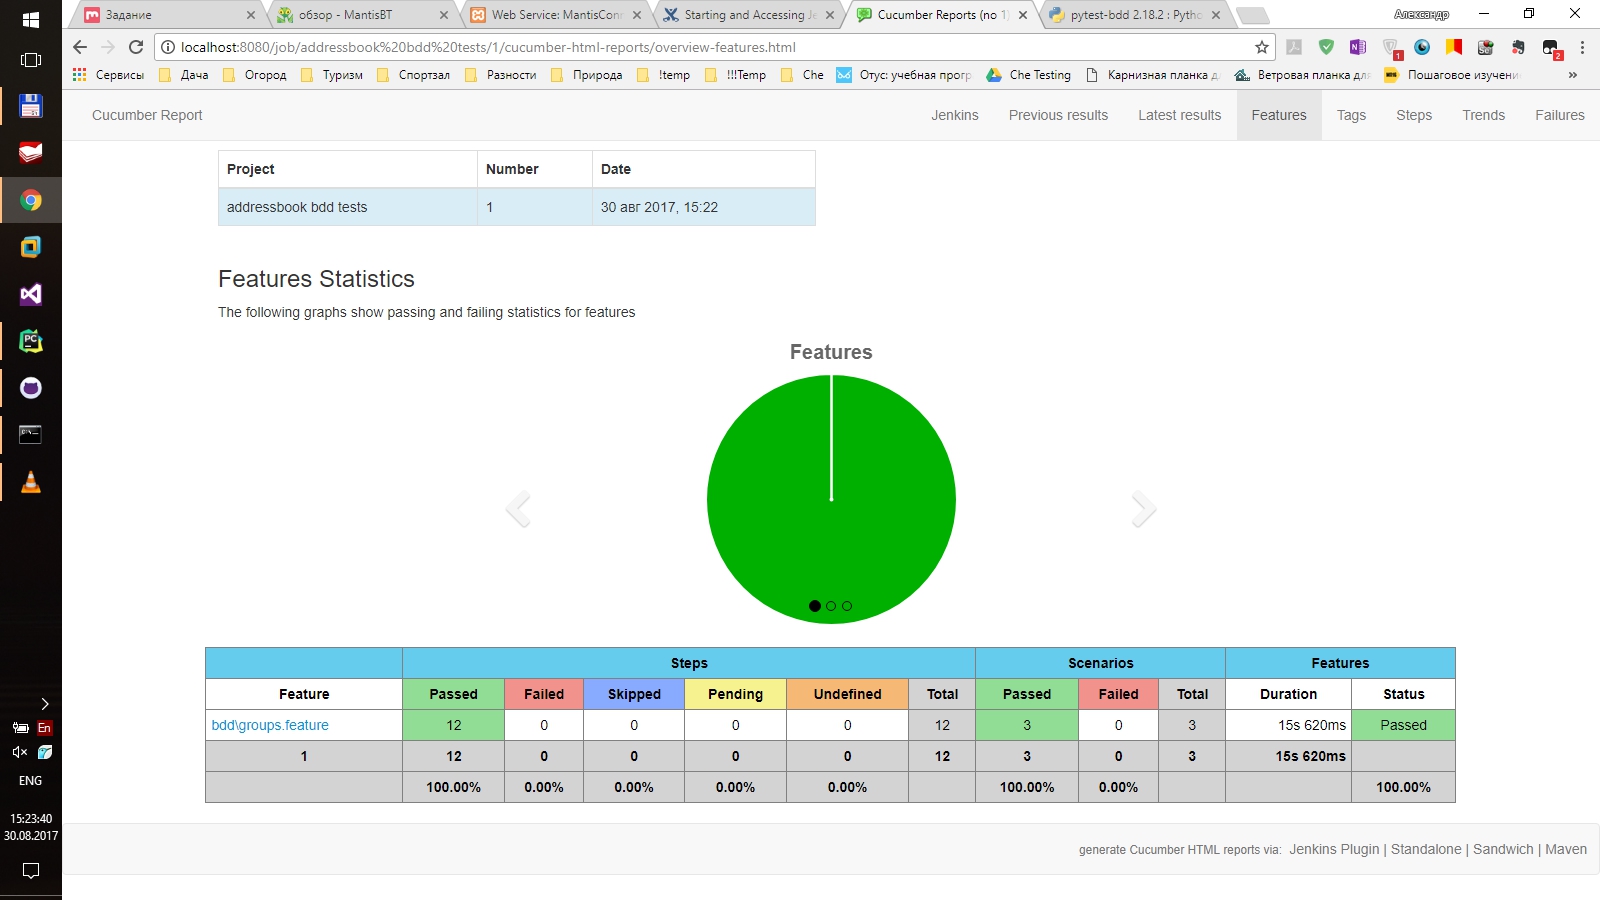 Задание
обзор - MantisBT
Web Service: MantisConn
Starting and Accessing Je
Cucumber Reports (no 1)
pytest-bdd 2.18.2 : Pytho
Александр
localhost:8080/job/addressbook%20bdd%20tests/1/cucumber-html-reports/overview-features.html
Сервисы
Дача
Огород
Туризм
Спортзал
Разности
Природа
!temp
!!!Temp
Che
Отус: учебная прогр
Che Testing
Карнизная планка д
Ветровая планка для
Пошаговое изучени
»
Cucumber Report
Jenkins
Previous results
Latest results
Features
Tags
Steps
Trends
Failures
Project Number Date
addressbook bdd tests 1 30 авг 2017, 15:22
Features Statistics
The following graphs show passing and failing statistics for features
Features
Steps Scenarios Features
Feature Passed Failed Skipped Pending Undefined Total Passed Failed Total Duration Status
bdd\groups.feature 12 0 0 0 0 12 3 0 3 15s 620ms Passed
1 12 0 0 0 0 12 3 0 3 15s 620ms
100.00% 0.00% 0.00% 0.00% 0.00% 100.00% 0.00% 100.00%
generate Cucumber HTML reports via: Jenkins Plugin | Standalone | Sandwich | Maven
En
ENG
15:23:40
30.08.2017